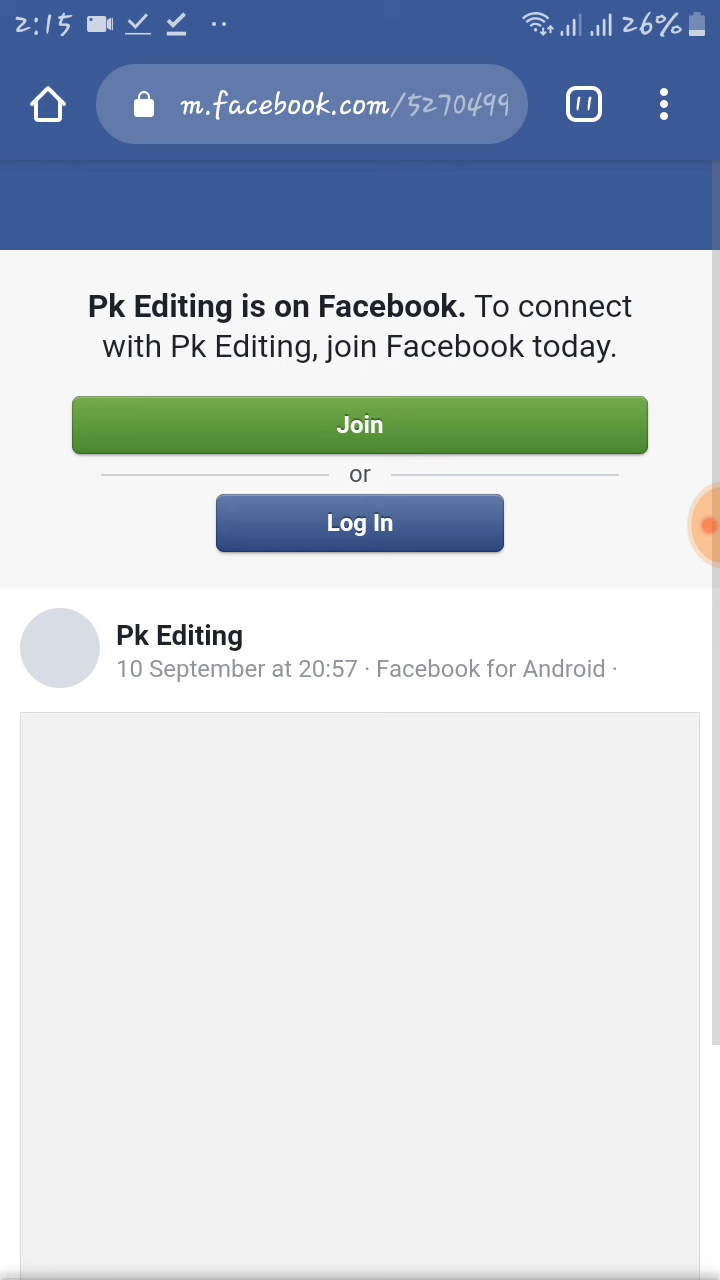 2:15 26%
m.facebook.com/5270499
11
Pk Editing is on Facebook. To connect
with Pk Editing, join Facebook today.
Join
or
Log In
Pk Editing
10 September at 20:57 · Facebook for Android ·